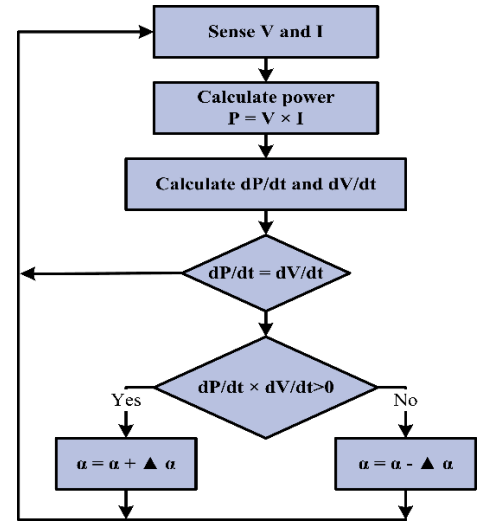 Sense V and I
Calculate power
P = V × I
Calculate dP/dt and dV/dt
dP/dt = dV/dt
dP/dt × dV/dt>0
Yes
No
α = α + ▲ α
α = α - ▲ α